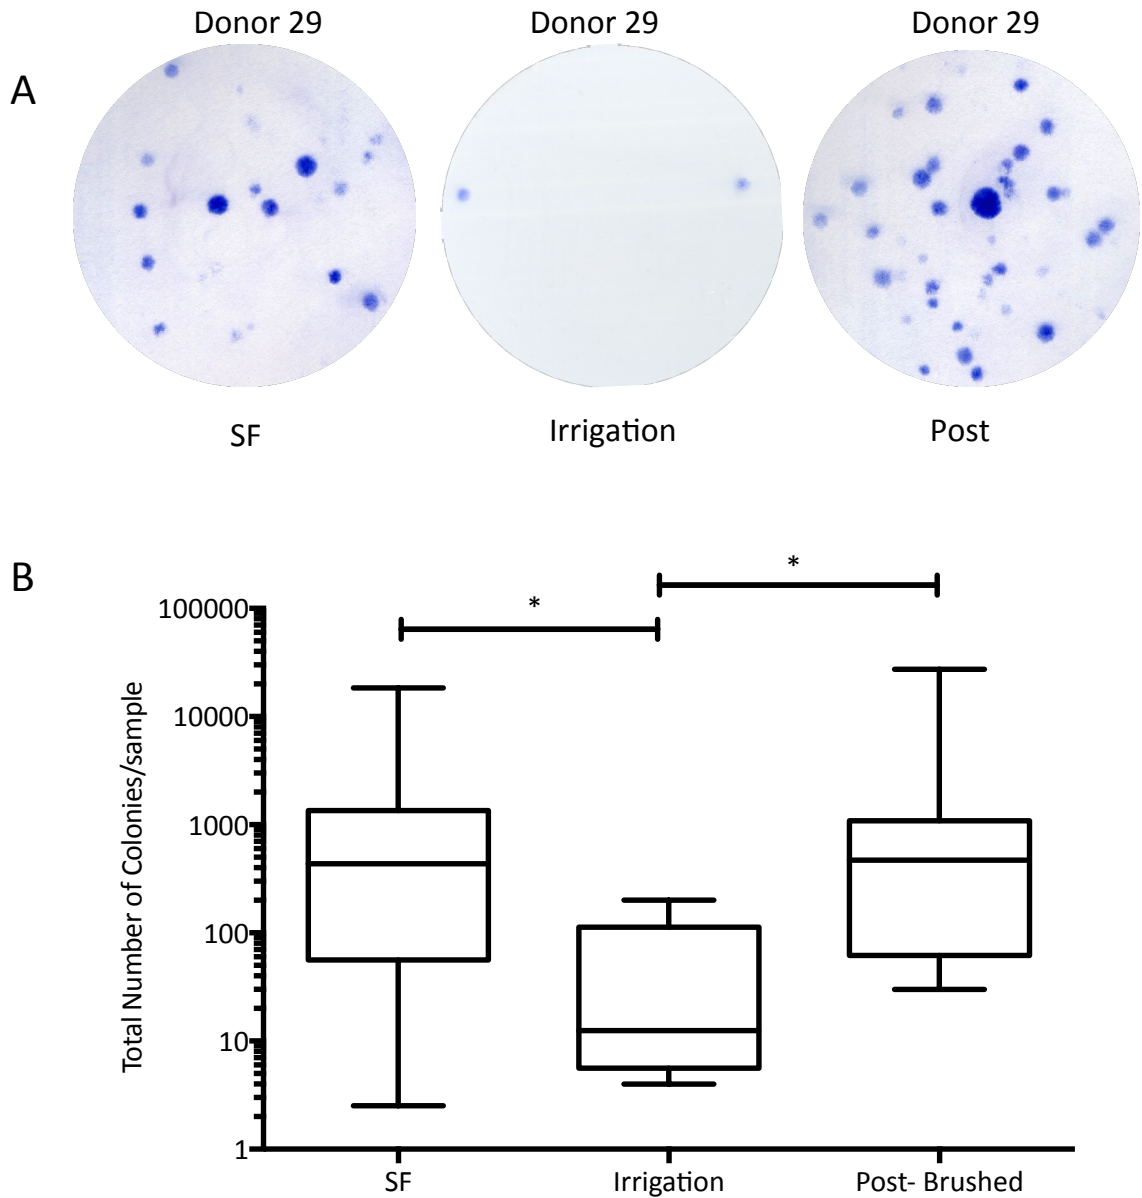 Donor 29 Donor 29 Donor 29
A
SF Irrigation Post
B
* *
Total Number of Colonies/sample
100000
10000
1000
100
10
1
SF Irrigation Post- Brushed